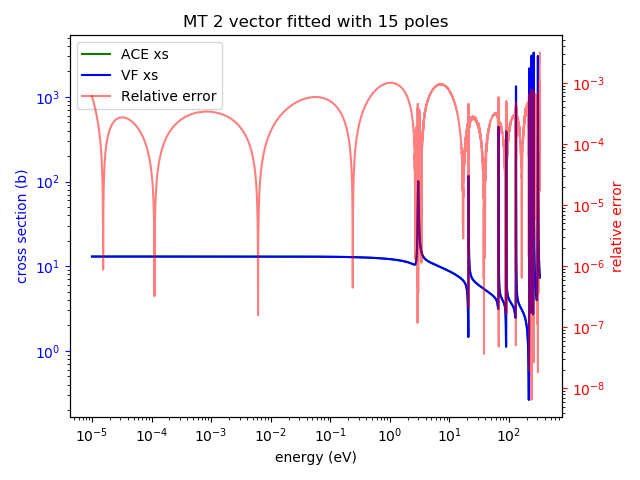 MT 2 vector fitted with 15 poles
ACE xs
VF xs
Relative error
cross section (b)
10³
10²
10¹
10⁰
10⁻³
10⁻⁴
10⁻⁵
10⁻⁶
10⁻⁷
10⁻⁸
relative error
10⁻⁵ 10⁻⁴ 10⁻³ 10⁻² 10⁻¹ 10⁰ 10¹ 10²
energy (eV)